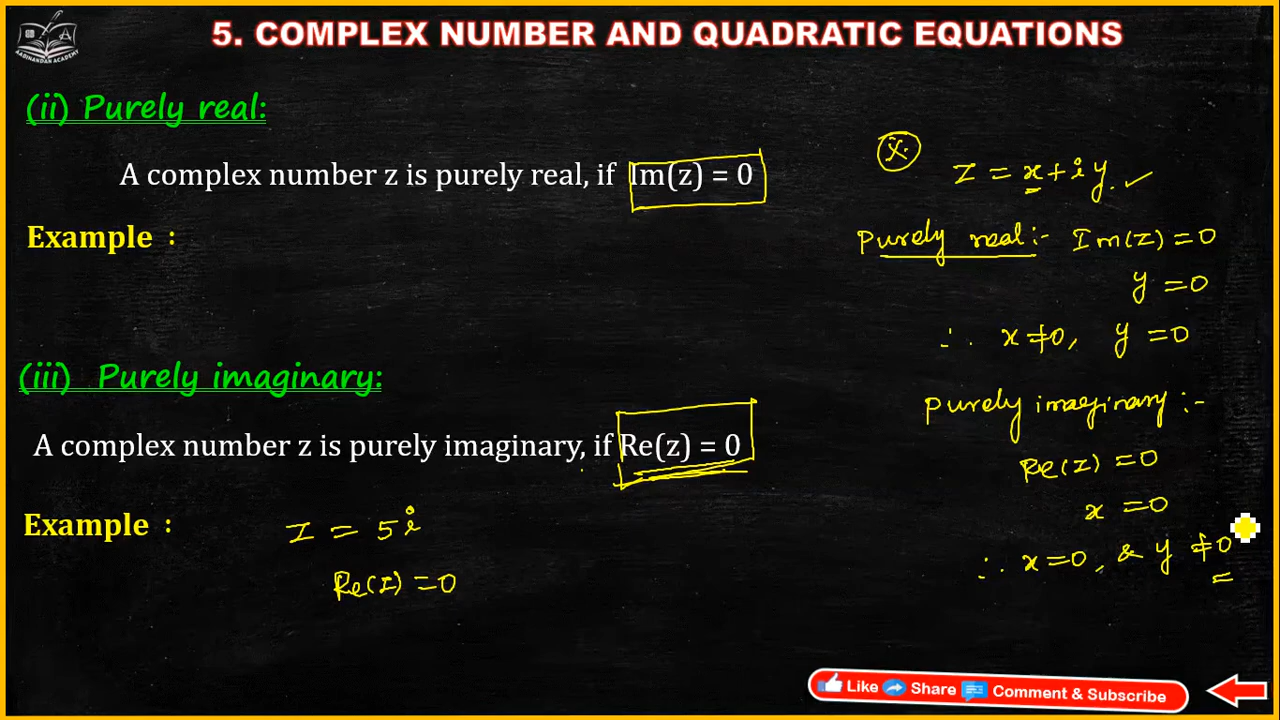 5. COMPLEX NUMBER AND QUADRATIC EQUATIONS
AADINANDAN ACADEMY
(ii) Purely real:
A complex number z is purely real, if Im(z) = 0
Example :
(iii) Purely imaginary:
A complex number z is purely imaginary, if Re(z) = 0
Example :
z = 5i
Re(z) = 0
z = x + iy. ✓
Purely real :- Im(z) = 0
y = 0
∴ x ≠ 0, y = 0
Purely imaginary :-
Re(z) = 0
x = 0
∴ x = 0, & y ≠ 0
Like Share Comment & Subscribe